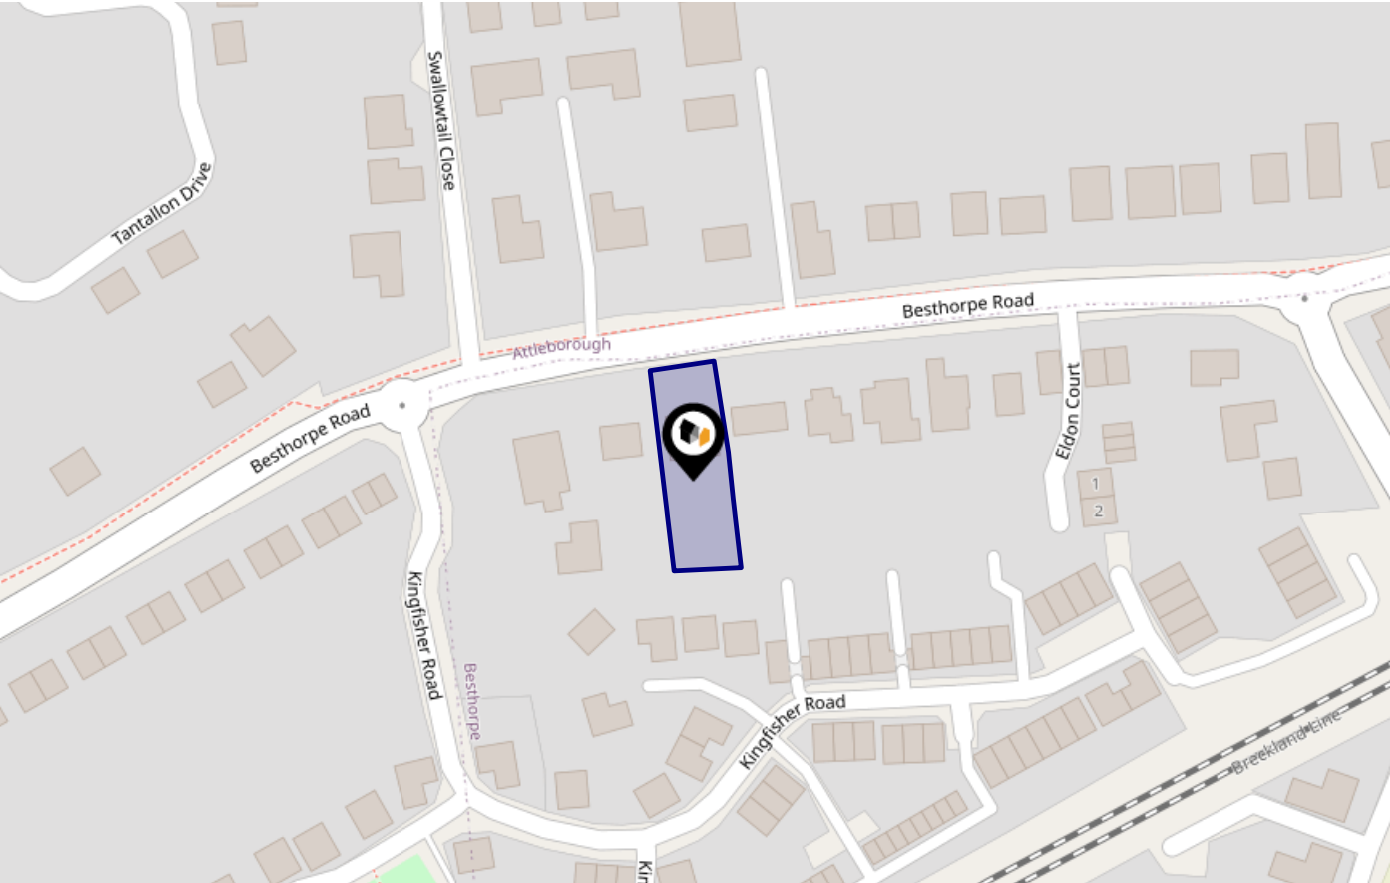 Swallowtail Close
Tantallon Drive
Besthorpe Road
Attleborough
Besthorpe Road
Eldon Court
1
2
Kingfisher Road
Besthorpe
Kingfisher Road
Breckland Line
Kin